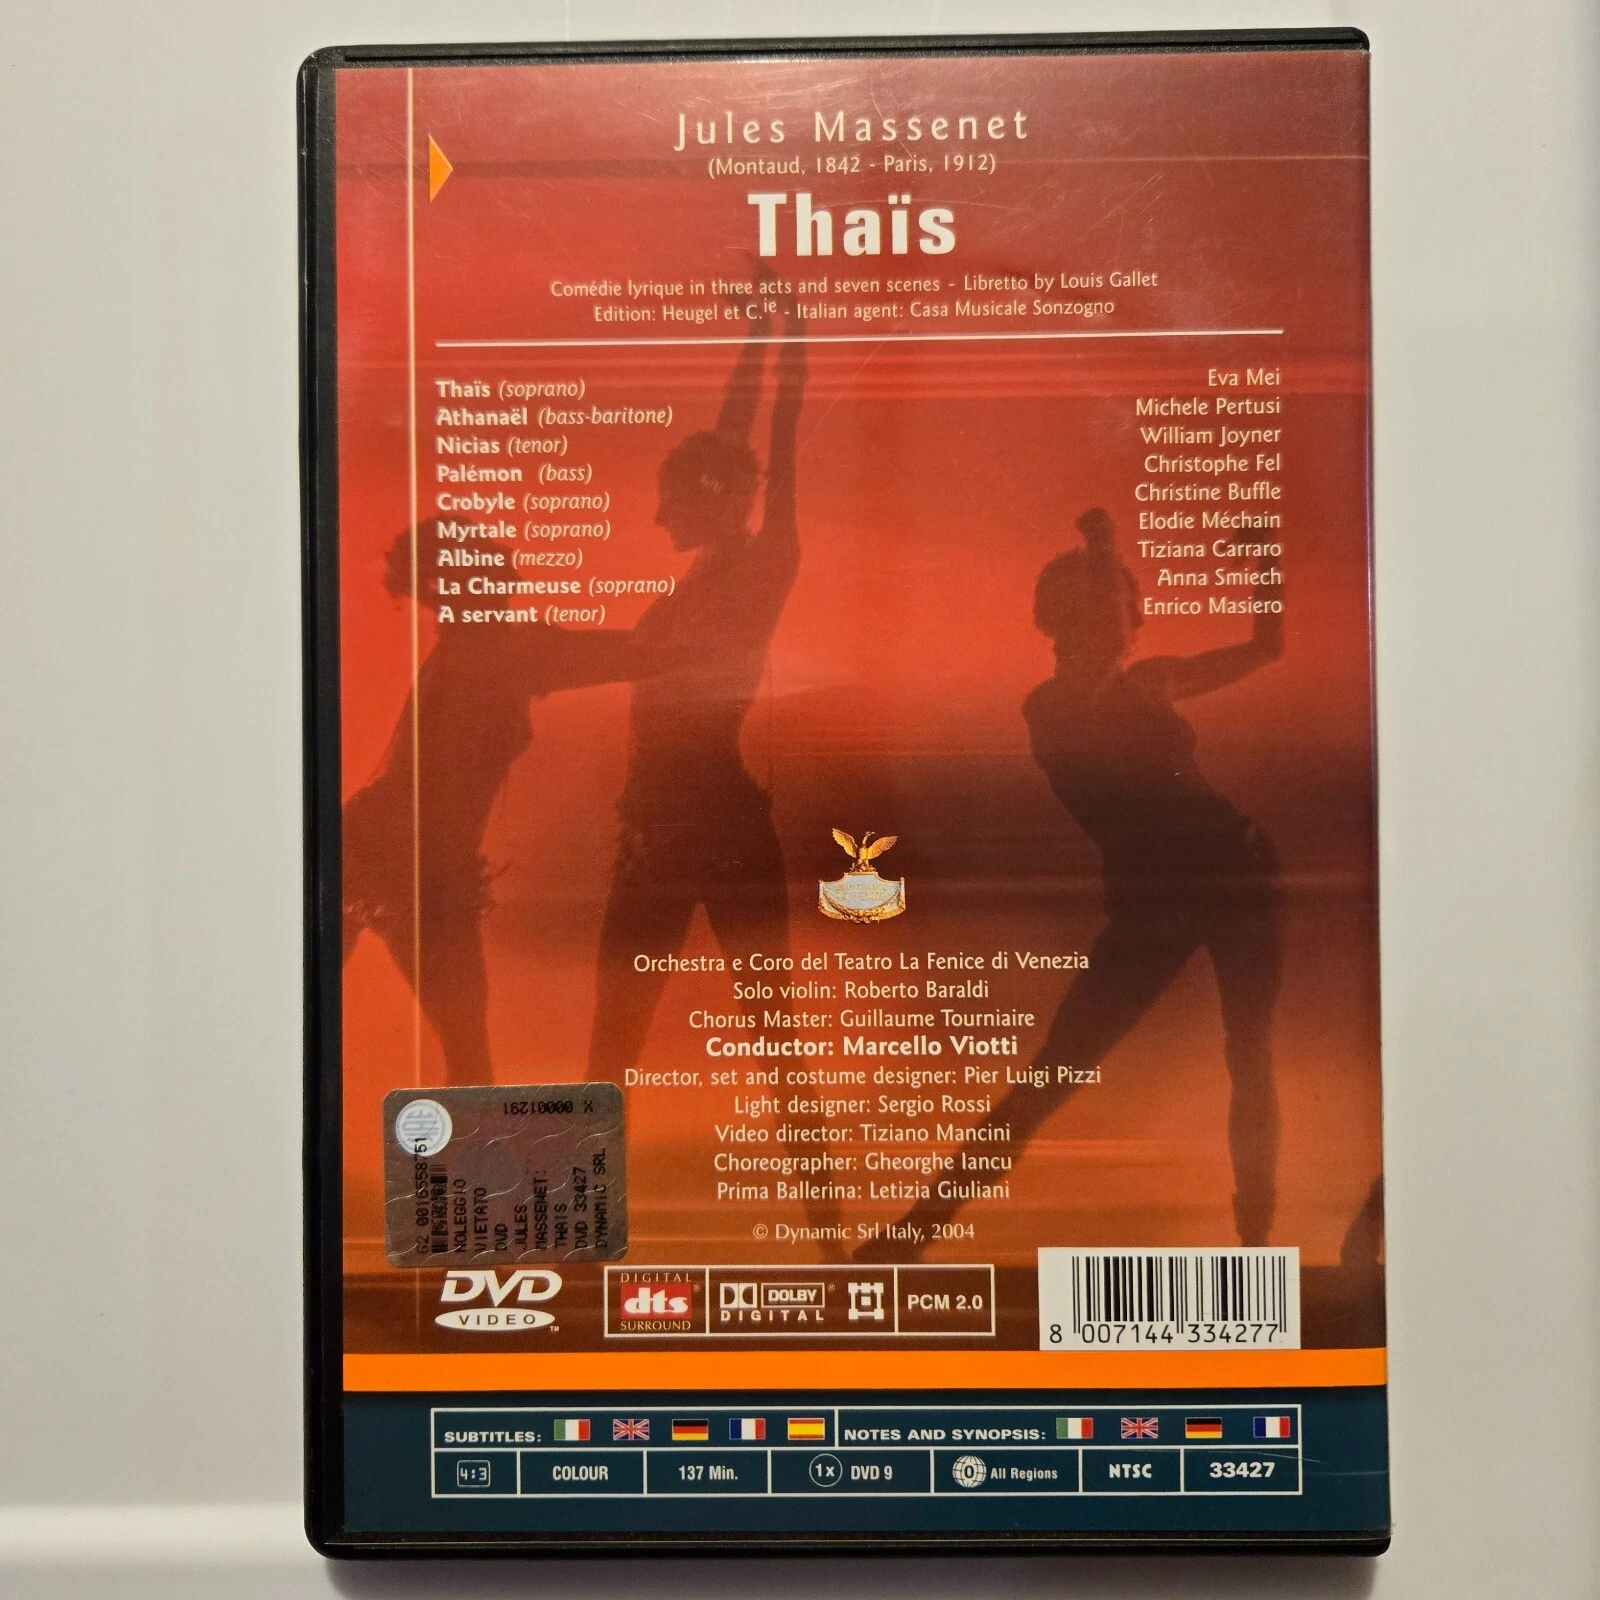 Jules Massenet
(Montaud, 1842 - Paris, 1912)
Thaïs
Comédie lyrique in three acts and seven scenes - Libretto by Louis Gallet
Edition: Heugel et C.ie - Italian agent: Casa Musicale Sonzogno
Thaïs (soprano) Eva Mei
Athanaël (bass-baritone) Michele Pertusi
Nicias (tenor) William Joyner
Palémon (bass) Christophe Fel
Crobyle (soprano) Christine Buffle
Myrtale (soprano) Elodie Méchain
Albine (mezzo) Tiziana Carraro
La Charmeuse (soprano) Anna Smiech
A servant (tenor) Enrico Masiero
Orchestra e Coro del Teatro La Fenice di Venezia
Solo violin: Roberto Baraldi
Chorus Master: Guillaume Tourniaire
Conductor: Marcello Viotti
Director, set and costume designer: Pier Luigi Pizzi
Light designer: Sergio Rossi
Video director: Tiziano Mancini
Choreographer: Gheorghe Iancu
Prima Ballerina: Letizia Giuliani
© Dynamic Srl Italy, 2004
X 00001291
G2 0016558751
NOLEGGIO
VIETATO
DVD
JULES
MASSENET:
THAIS
DVD 33427
DYNAMIC SRL
DVD
VIDEO™
DIGITAL
dts®
SURROUND
DOLBY®
DIGITAL
PCM 2.0
8 007144 334277
SUBTITLES:
NOTES AND SYNOPSIS:
4:3 COLOUR 137 Min. 1x DVD 9 0 All Regions NTSC 33427